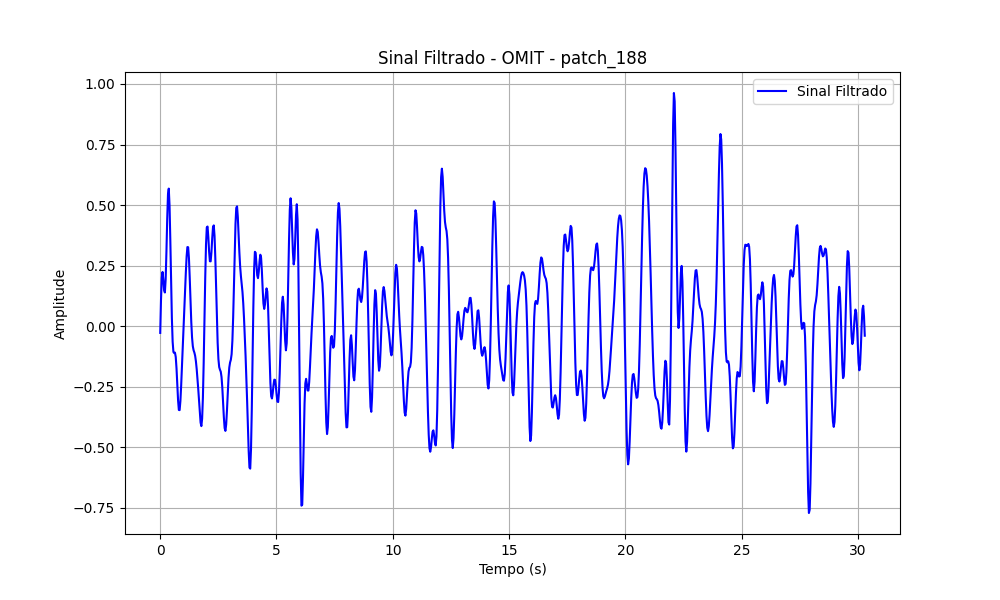 Sinal Filtrado - OMIT - patch_188
Sinal Filtrado
1.00
0.75
0.50
0.25
0.00
−0.25
−0.50
−0.75
Amplitude
0 5 10 15 20 25 30
Tempo (s)